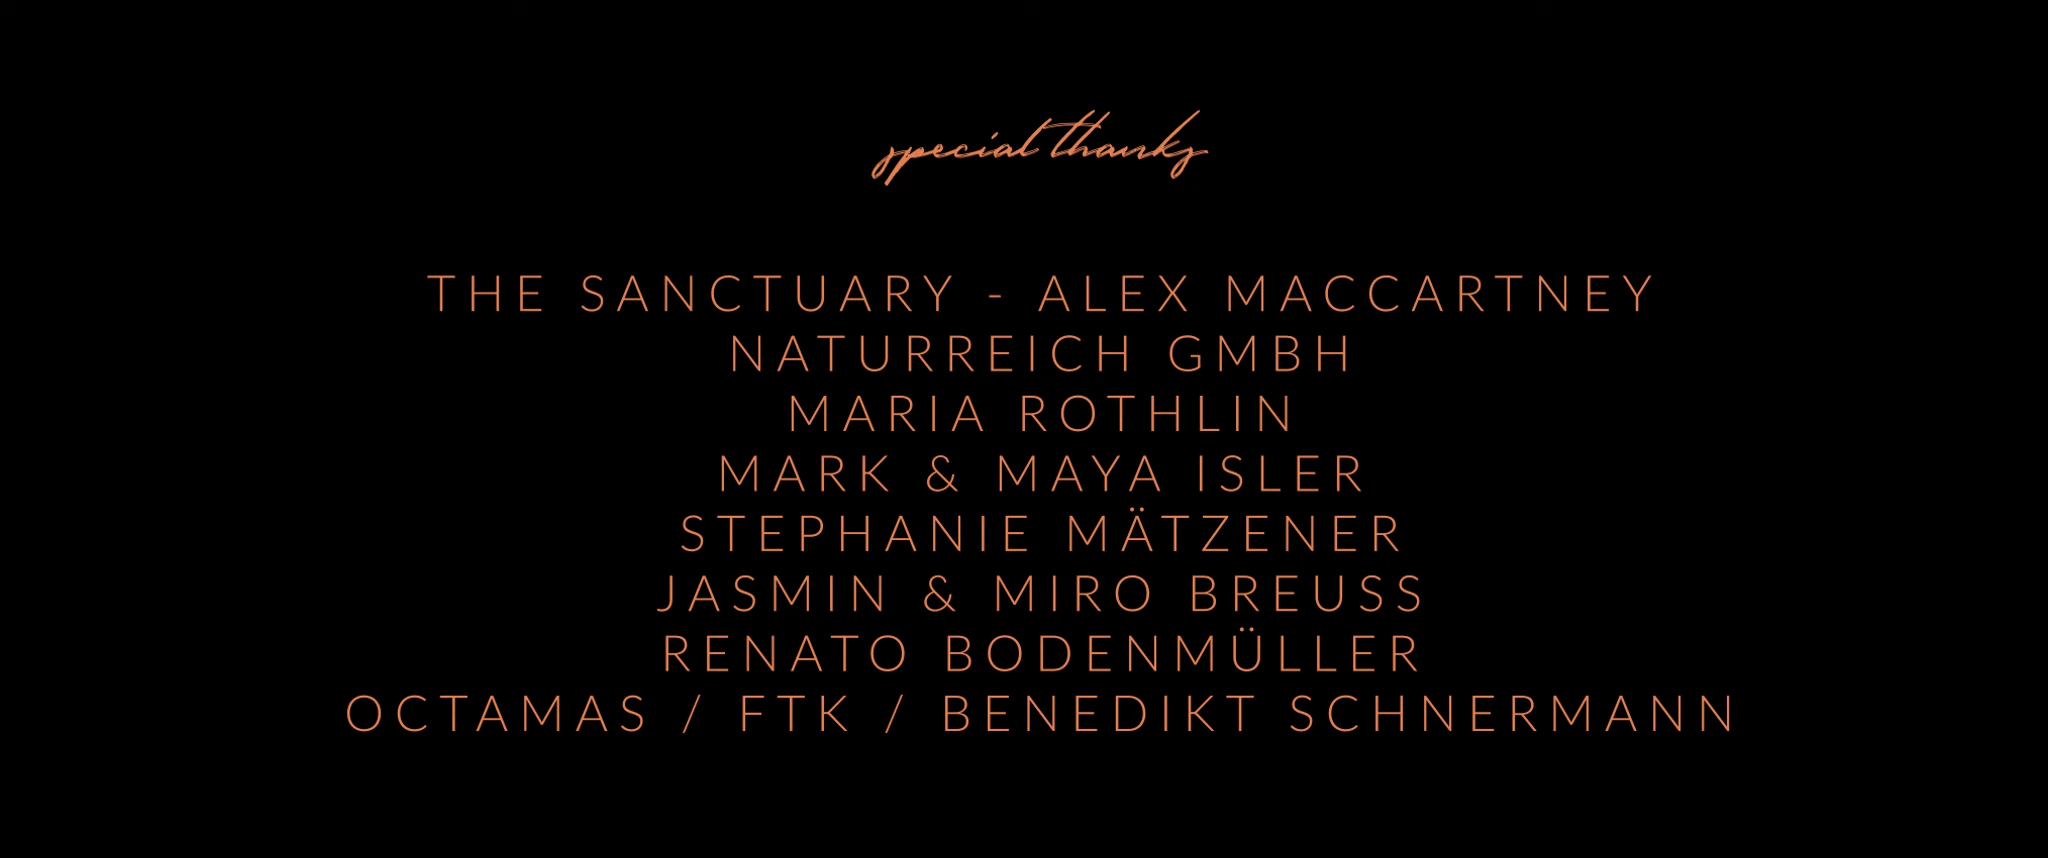 special thanks
THE SANCTUARY - ALEX MACCARTNEY
NATURREICH GMBH
MARIA ROTHLIN
MARK & MAYA ISLER
STEPHANIE MÄTZENER
JASMIN & MIRO BREUSS
RENATO BODENMÜLLER
OCTAMAS / FTK / BENEDIKT SCHNERMANN